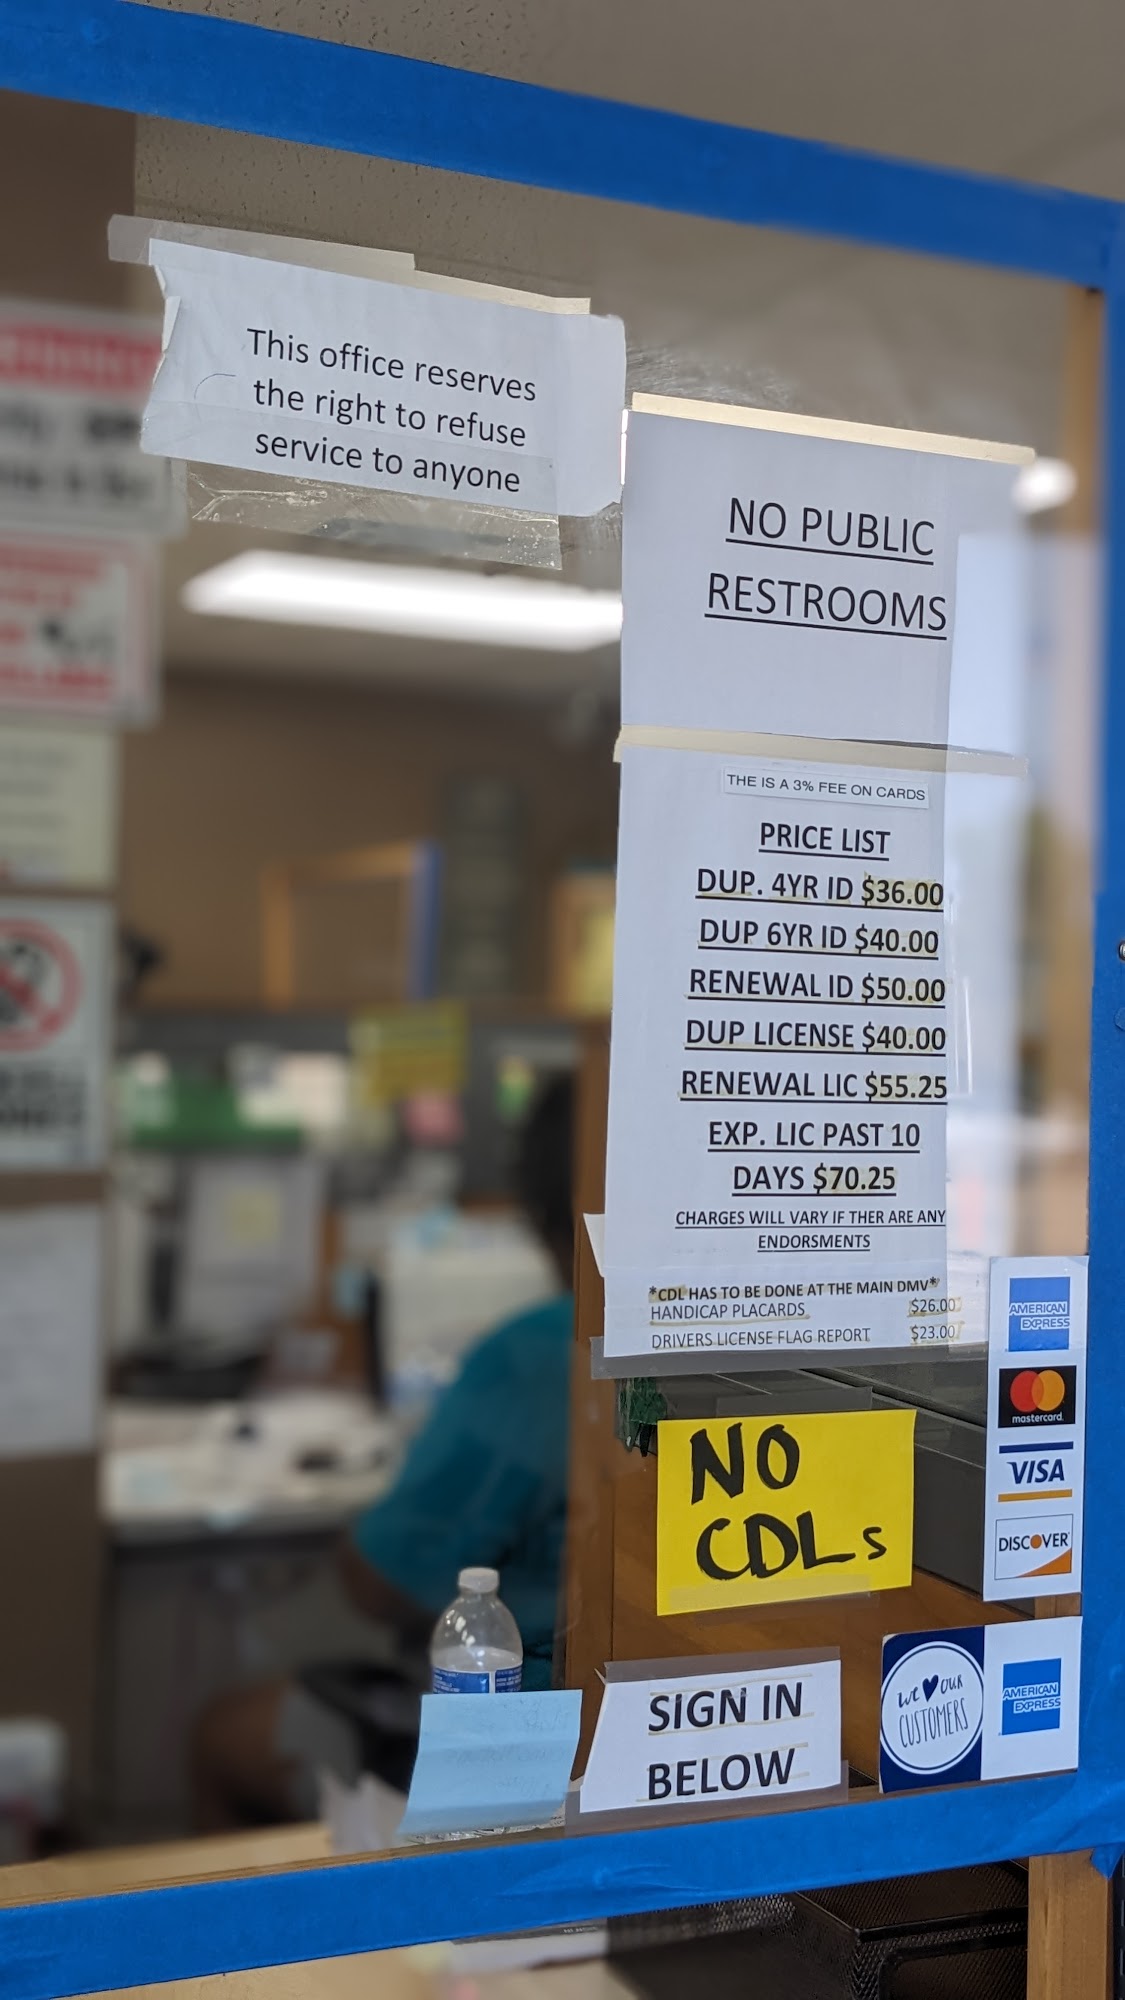 This office reserves
the right to refuse
service to anyone
NO PUBLIC
RESTROOMS
THE IS A 3% FEE ON CARDS
PRICE LIST
DUP. 4YR ID $36.00
DUP 6YR ID $40.00
RENEWAL ID $50.00
DUP LICENSE $40.00
RENEWAL LIC $55.25
EXP. LIC PAST 10
DAYS $70.25
CHARGES WILL VARY IF THER ARE ANY
ENDORSMENTS
*CDL HAS TO BE DONE AT THE MAIN DMV*
HANDICAP PLACARDS $26.00
DRIVERS LICENSE FLAG REPORT $23.00
AMERICAN
EXPRESS
mastercard.
VISA
DISCOVER
NO
CDLs
SIGN IN
BELOW
we our
CUSTOMERS
AMERICAN
EXPRESS